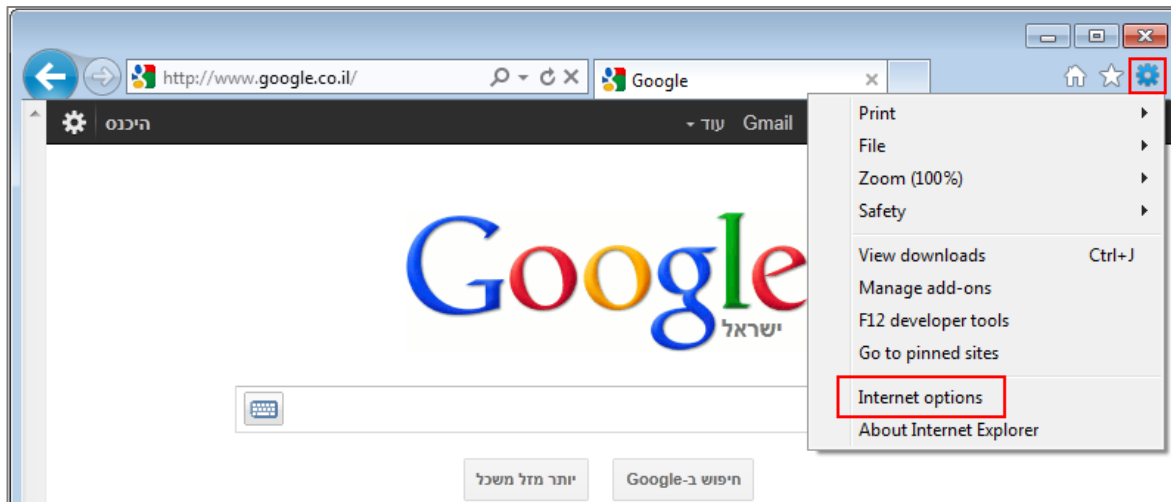 http://www.google.co.il/
Google
היכנס
עוד
Gmail
Print
File
Zoom (100%)
Safety
View downloads Ctrl+J
Manage add-ons
F12 developer tools
Go to pinned sites
Internet options
About Internet Explorer
Google
ישראל
חיפוש ב-Google
יותר מזל משכל